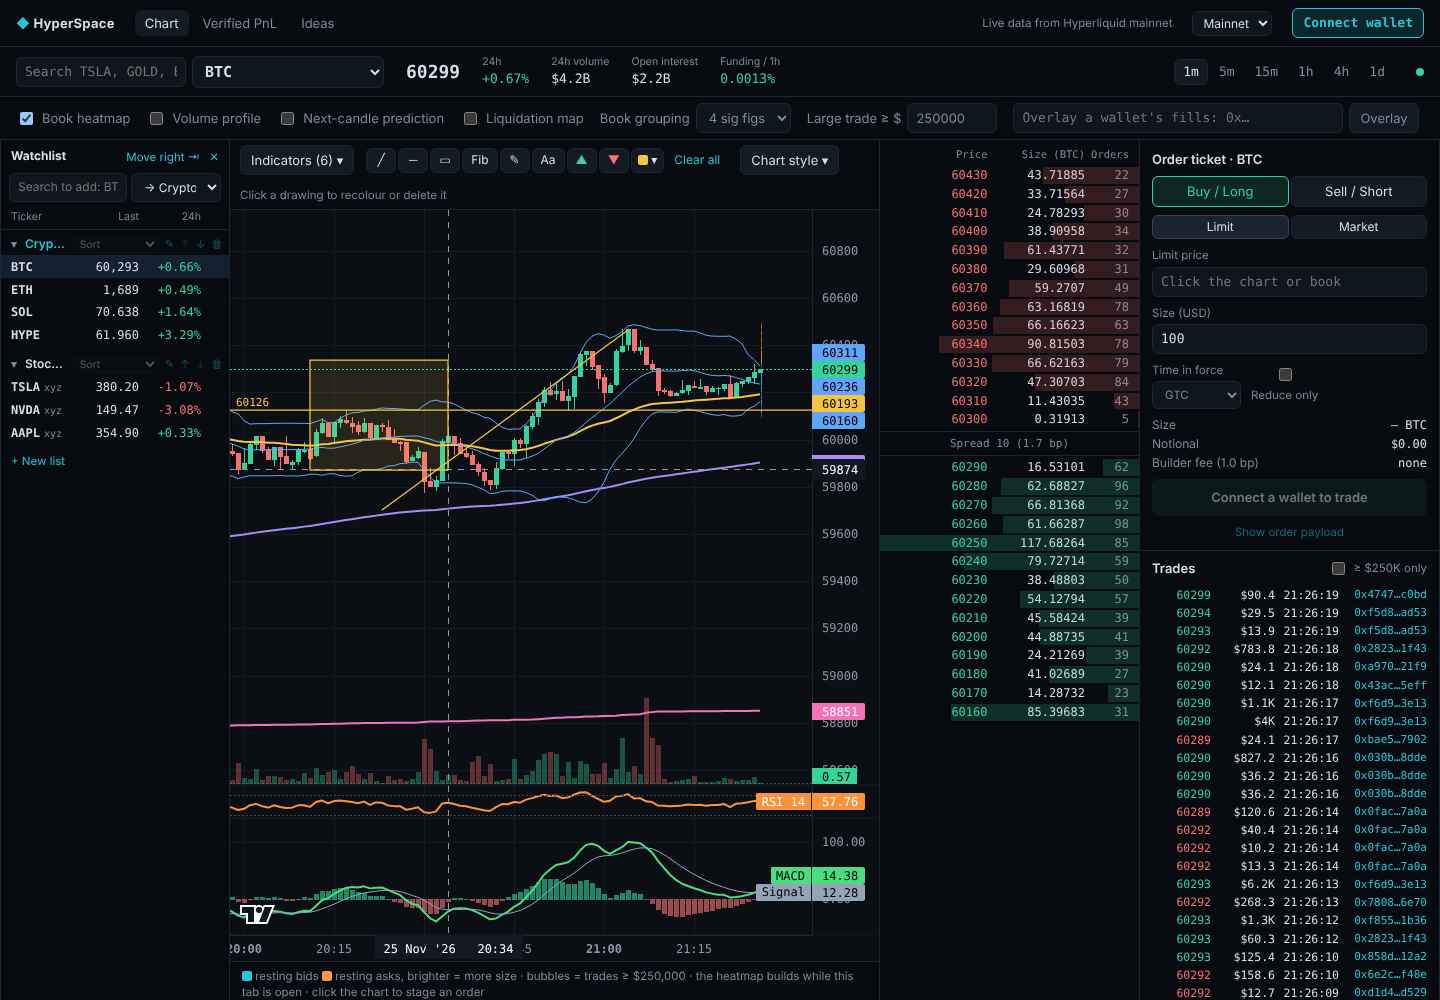 HyperSpace Chart Verified PnL Ideas Live data from Hyperliquid mainnet Mainnet Connect wallet
Search TSLA, GOLD, E BTC 60299 24h +0.67% 24h volume $4.2B Open interest $2.2B Funding / 1h 0.0013% 1m 5m 15m 1h 4h 1d
Book heatmap Volume profile Next-candle prediction Liquidation map Book grouping 4 sig figs Large trade ≥ $ 250000 Overlay a wallet's fills: 0x… Overlay
Watchlist Move right ⇥ ×
Search to add: BT → Crypto
Ticker Last 24h
▾ Cryp... Sort
BTC 60,293 +0.66%
ETH 1,689 +0.49%
SOL 70.638 +1.64%
HYPE 61.960 +3.29%
▾ Stoc... Sort
TSLA xyz 380.20 -1.07%
NVDA xyz 149.47 -3.08%
AAPL xyz 354.90 +0.33%
+ New list
Indicators (6) ▾ Fib Aa Clear all Chart style ▾
Click a drawing to recolour or delete it
60800
60600
60311
60299
60236
60193
60160
60126
60000
59874
59800
59600
59400
59200
59000
58851
58800
0.57
RSI 14 57.76
100.00
MACD 14.38
Signal 12.28
20:00 20:15 25 Nov '26 20:34 21:00 21:15
resting bids resting asks, brighter = more size · bubbles = trades ≥ $250,000 · the heatmap builds while this
tab is open · click the chart to stage an order
Price Size (BTC) Orders
60430 43.71885 22
60420 33.71564 27
60410 24.78293 30
60400 38.90958 34
60390 61.43771 32
60380 29.60968 31
60370 59.2707 49
60360 63.16819 78
60350 66.16623 63
60340 90.81503 78
60330 66.62163 79
60320 47.30703 84
60310 11.43035 43
60300 0.31913 5
Spread 10 (1.7 bp)
60290 16.53101 62
60280 62.68827 96
60270 66.81368 92
60260 61.66287 98
60250 117.68264 85
60240 79.72714 59
60230 38.48803 50
60220 54.12794 57
60210 45.58424 39
60200 44.88735 41
60190 24.21269 39
60180 41.02689 27
60170 14.28732 23
60160 85.39683 31
Order ticket · BTC
Buy / Long Sell / Short
Limit Market
Limit price
Click the chart or book
Size (USD)
100
Time in force
GTC Reduce only
Size – BTC
Notional $0.00
Builder fee (1.0 bp) none
Connect a wallet to trade
Show order payload
Trades ≥ $250K only
60299 $90.4 21:26:19 0x4747…c0bd
60294 $29.5 21:26:19 0xf5d8…ad53
60293 $13.9 21:26:19 0xf5d8…ad53
60292 $783.8 21:26:18 0x2823…1f43
60290 $24.1 21:26:18 0xa970…21f9
60290 $12.1 21:26:18 0x43ac…5eff
60290 $1.1K 21:26:17 0xf6d9…3e13
60290 $4K 21:26:17 0xf6d9…3e13
60289 $24.1 21:26:17 0xbae5…7902
60290 $827.2 21:26:16 0x030b…8dde
60290 $36.2 21:26:16 0x030b…8dde
60290 $36.2 21:26:16 0x030b…8dde
60289 $120.6 21:26:14 0x0fac…7a0a
60292 $40.4 21:26:14 0x0fac…7a0a
60292 $10.2 21:26:14 0x0fac…7a0a
60292 $13.3 21:26:14 0x0fac…7a0a
60293 $6.2K 21:26:13 0xf6d9…3e13
60292 $268.3 21:26:13 0x7808…6e70
60293 $1.3K 21:26:12 0xf855…1b36
60293 $60.3 21:26:12 0x2823…1f43
60293 $125.4 21:26:10 0x858d…12a2
60292 $158.6 21:26:10 0x6e2c…f48e
60292 $12.7 21:26:09 0xd1d4…d529